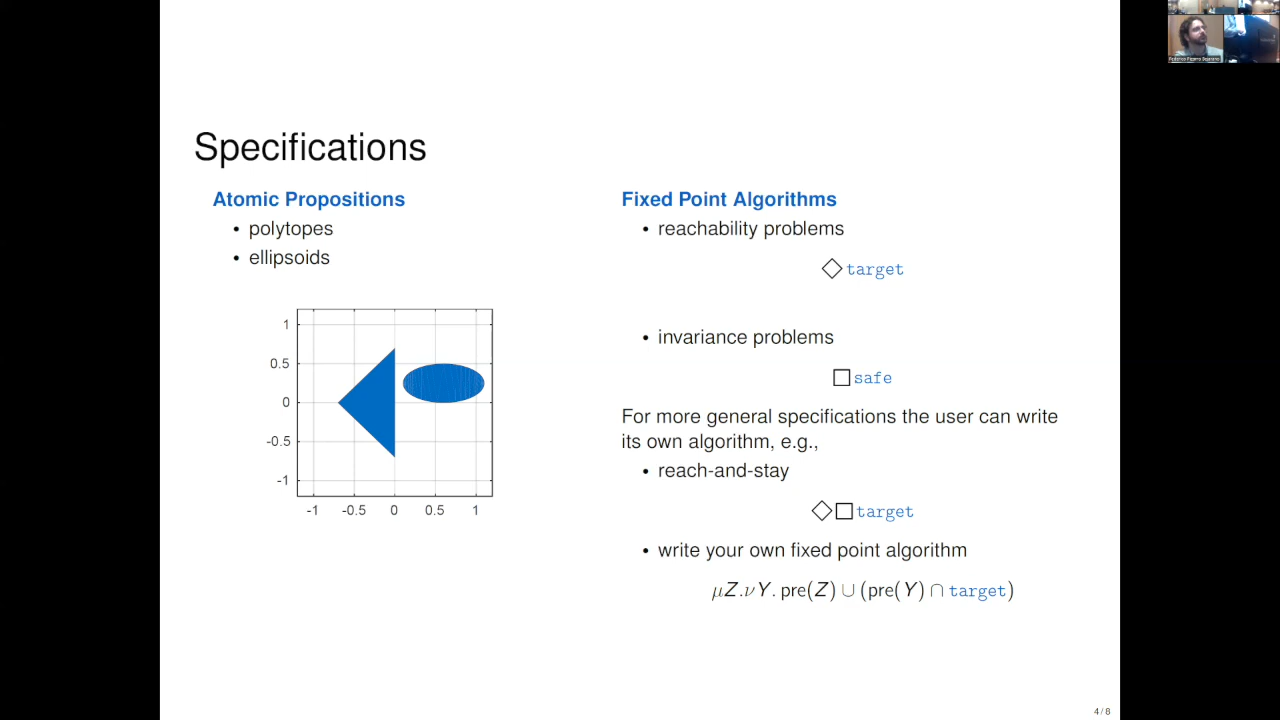 Specifications
Atomic Propositions
• polytopes
• ellipsoids
1
0.5
0
-0.5
-1
-1 -0.5 0 0.5 1
Fixed Point Algorithms
• reachability problems
◇ target
• invariance problems
□ safe
For more general specifications the user can write
its own algorithm, e.g.,
• reach-and-stay
◇□ target
• write your own fixed point algorithm
μZ.νY. pre(Z) ∪ (pre(Y) ∩ target)
4 / 8